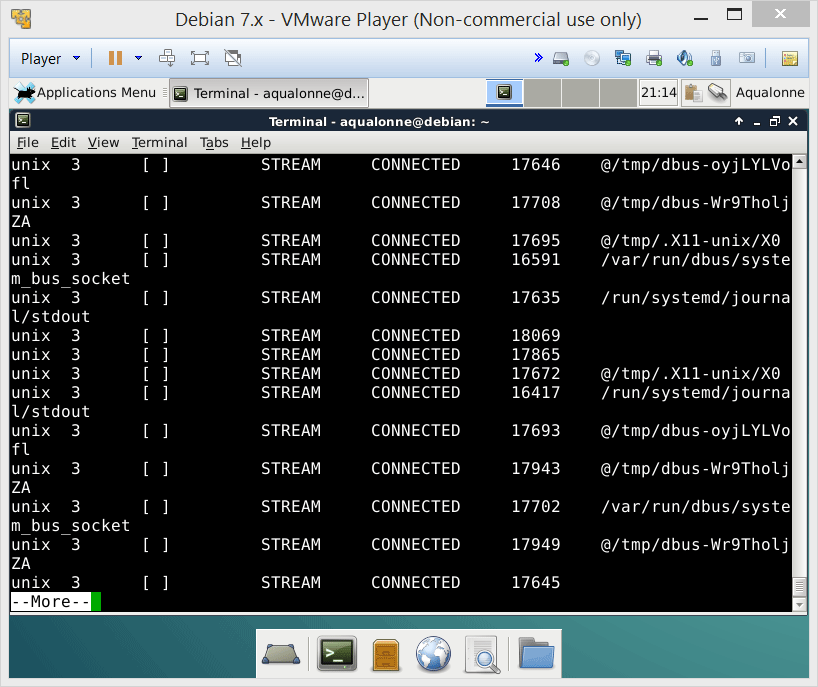 Debian 7.x - VMware Player (Non-commercial use only)
Player
Applications Menu
Terminal - aqualonne@d...
21:14
Aqualonne
Terminal - aqualonne@debian: ~
File Edit View Terminal Tabs Help
unix 3 [ ] STREAM CONNECTED 17646 @/tmp/dbus-oyjLYLVo
fl
unix 3 [ ] STREAM CONNECTED 17708 @/tmp/dbus-Wr9Tholj
ZA
unix 3 [ ] STREAM CONNECTED 17695 @/tmp/.X11-unix/X0
unix 3 [ ] STREAM CONNECTED 16591 /var/run/dbus/syste
m_bus_socket
unix 3 [ ] STREAM CONNECTED 17635 /run/systemd/journa
l/stdout
unix 3 [ ] STREAM CONNECTED 18069
unix 3 [ ] STREAM CONNECTED 17865
unix 3 [ ] STREAM CONNECTED 17672 @/tmp/.X11-unix/X0
unix 3 [ ] STREAM CONNECTED 16417 /run/systemd/journa
l/stdout
unix 3 [ ] STREAM CONNECTED 17693 @/tmp/dbus-oyjLYLVo
fl
unix 3 [ ] STREAM CONNECTED 17943 @/tmp/dbus-Wr9Tholj
ZA
unix 3 [ ] STREAM CONNECTED 17702 /var/run/dbus/syste
m_bus_socket
unix 3 [ ] STREAM CONNECTED 17949 @/tmp/dbus-Wr9Tholj
ZA
unix 3 [ ] STREAM CONNECTED 17645
--More--